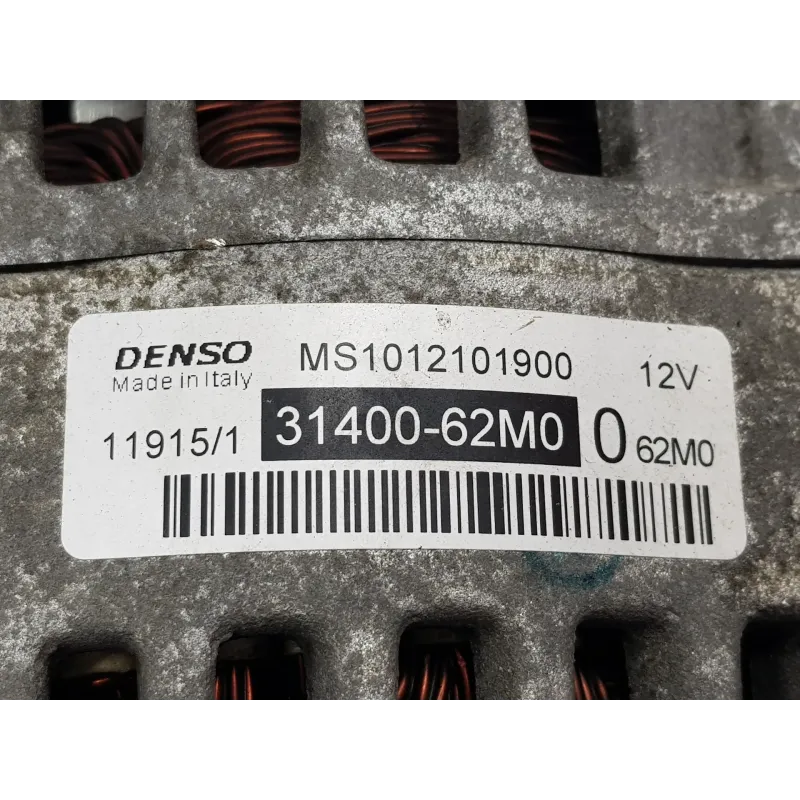 DENSO MS1012101900 12V
Made in Italy
11915/1 31400-62M0 0 62M0